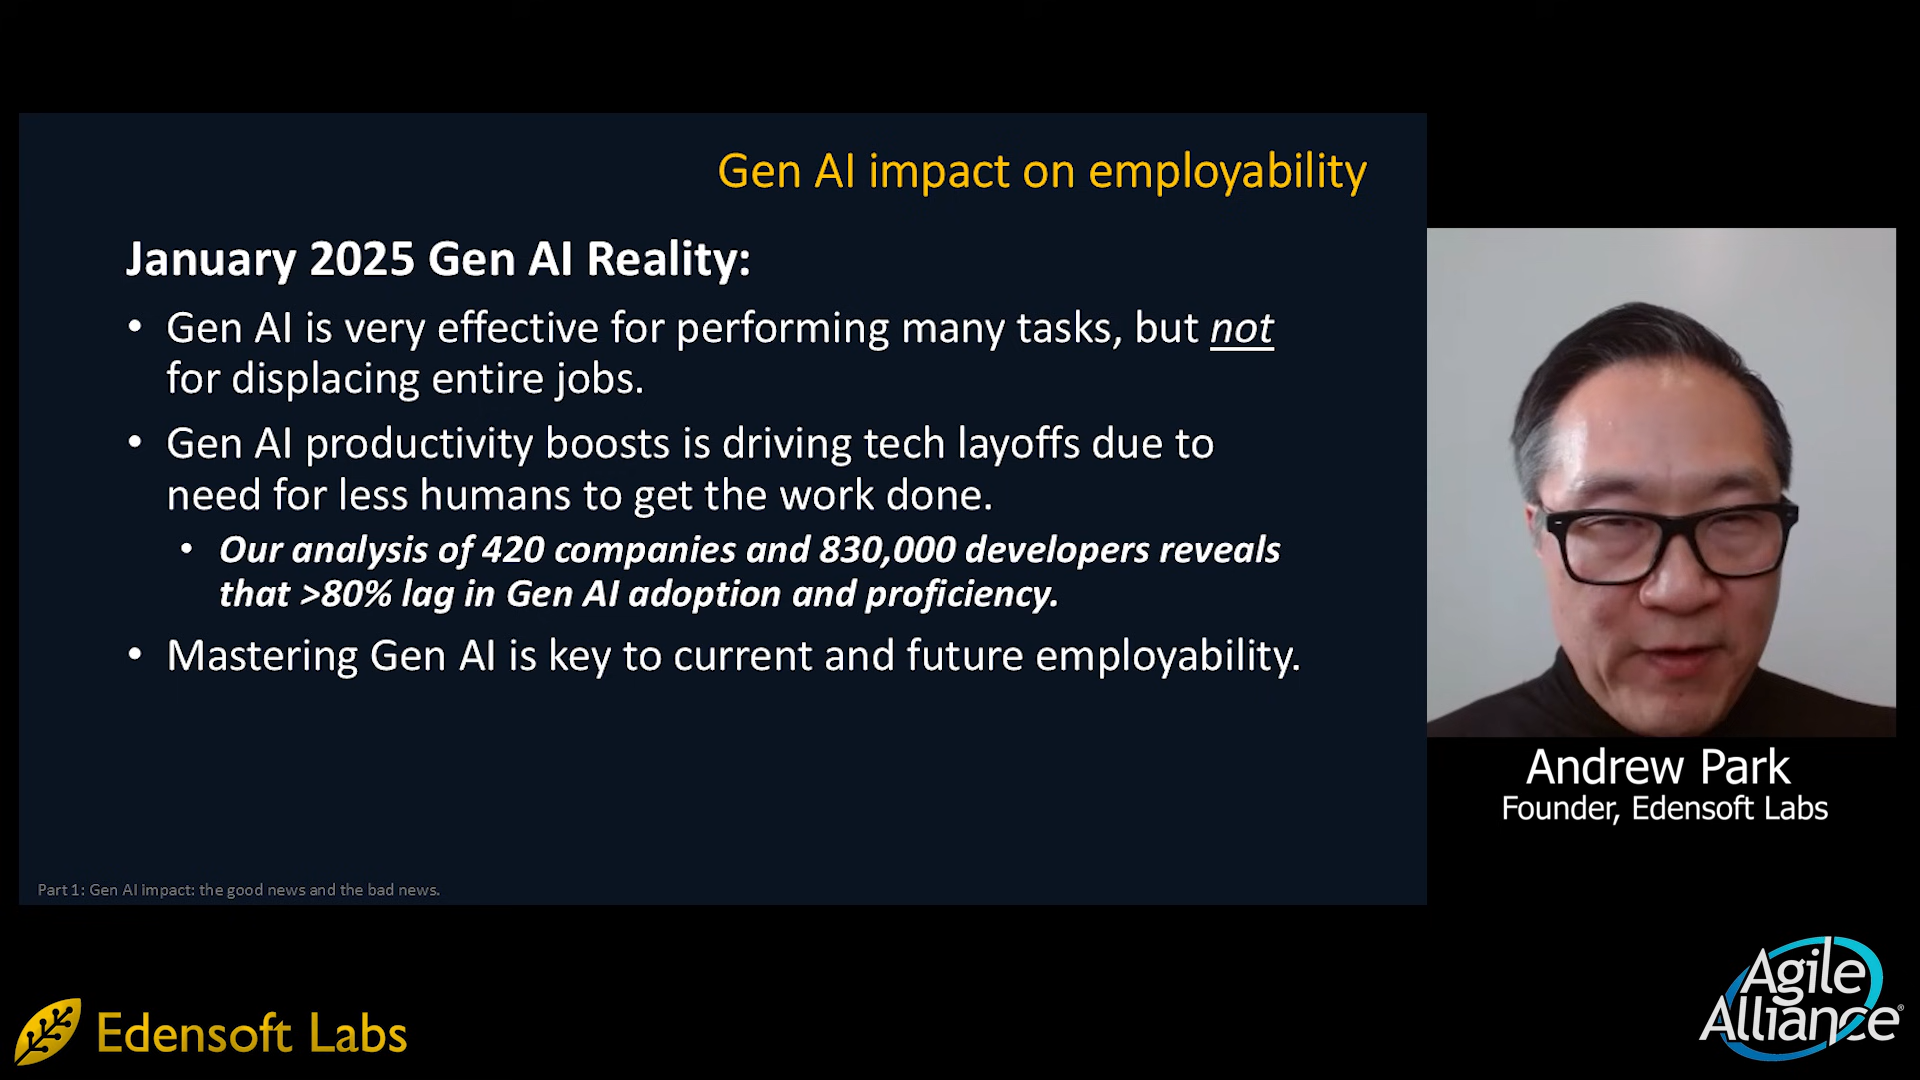 Gen AI impact on employability
January 2025 Gen AI Reality:
• Gen AI is very effective for performing many tasks, but not
for displacing entire jobs.
• Gen AI productivity boosts is driving tech layoffs due to
need for less humans to get the work done.
• Our analysis of 420 companies and 830,000 developers reveals
that >80% lag in Gen AI adoption and proficiency.
• Mastering Gen AI is key to current and future employability.
Part 1: Gen AI impact: the good news and the bad news.
Andrew Park
Founder, Edensoft Labs
Edensoft Labs
Agile
Alliance®